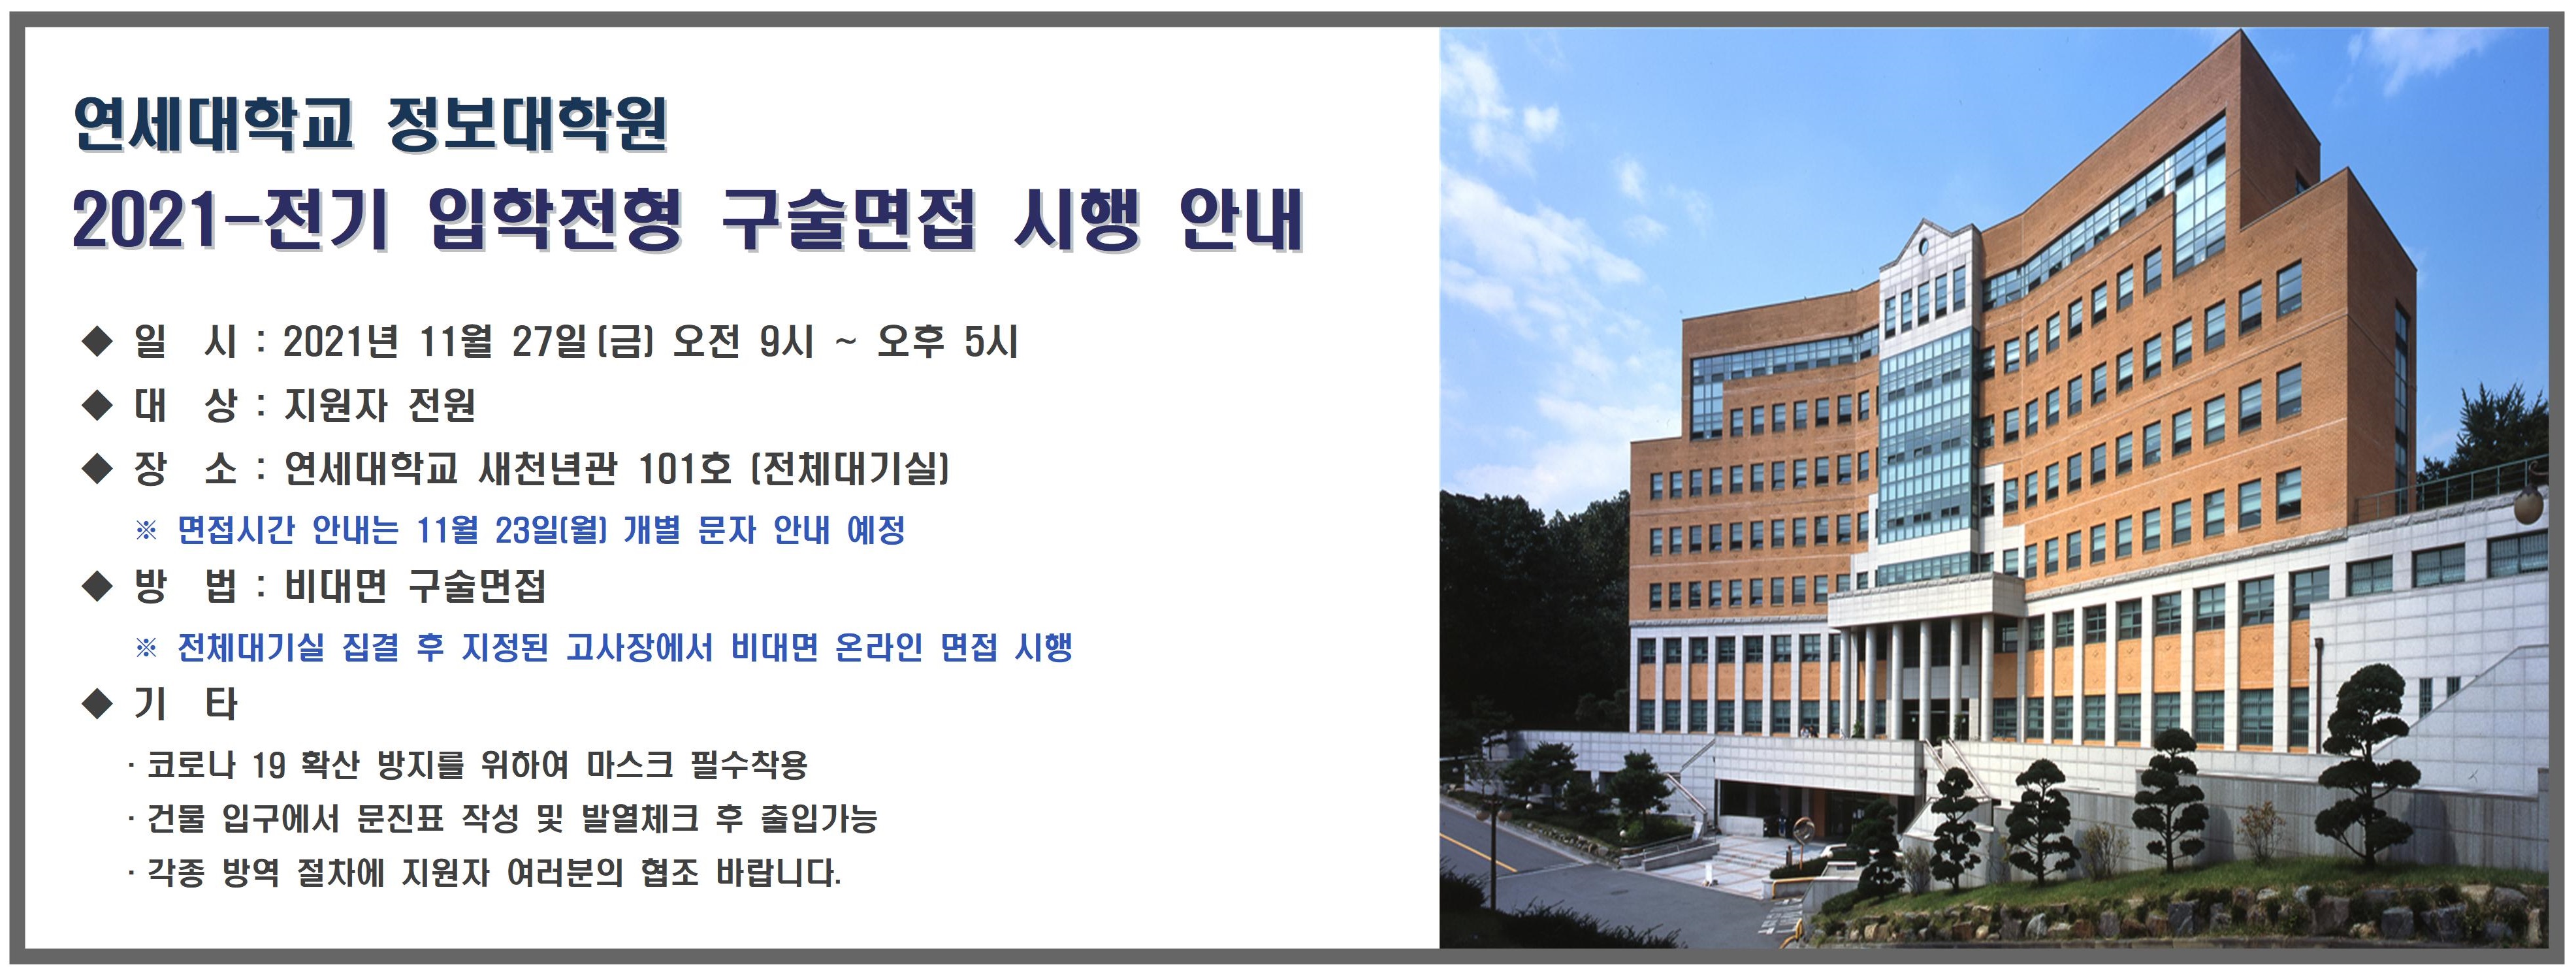 연세대학교 정보대학원
2021-전기 입학전형 구술면접 시행 안내
◆ 일 시 : 2021년 11월 27일(금) 오전 9시 ~ 오후 5시
◆ 대 상 : 지원자 전원
◆ 장 소 : 연세대학교 새천년관 101호 (전체대기실)
※ 면접시간 안내는 11월 23일(월) 개별 문자 안내 예정
◆ 방 법 : 비대면 구술면접
※ 전체대기실 집결 후 지정된 고사장에서 비대면 온라인 면접 시행
◆ 기 타
· 코로나 19 확산 방지를 위하여 마스크 필수착용
· 건물 입구에서 문진표 작성 및 발열체크 후 출입가능
· 각종 방역 절차에 지원자 여러분의 협조 바랍니다.